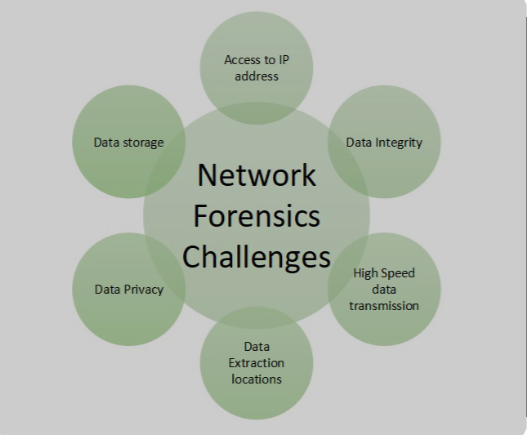 Access to IP
address
Data Integrity
High Speed
data
transmission
Data
Extraction
locations
Data Privacy
Data storage
Network
Forensics
Challenges